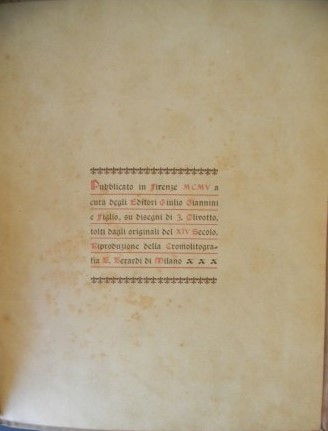 Pubblicato in Firenze MCMV a
cura degli Editori Giulio Giannini
e Figlio, su disegni di J. Olivotto,
tolti dagli originali del XIV Secolo.
Riproduzione della Cromolitogra-
fia L. Berardi di Milano